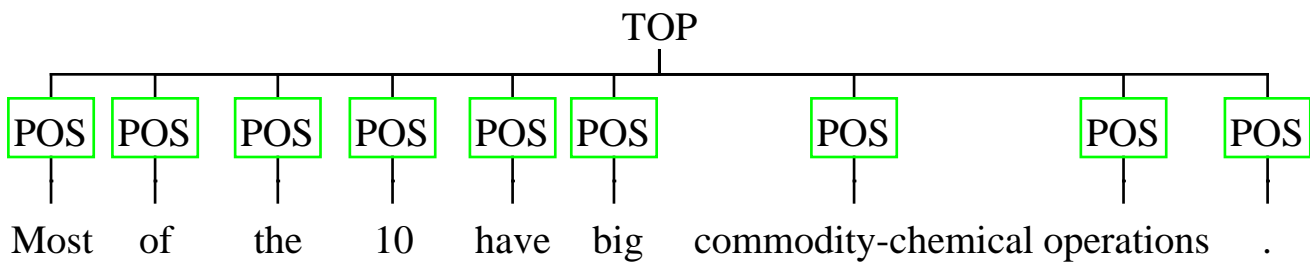 TOP
POS POS POS POS POS POS POS POS POS
Most of the 10 have big commodity-chemical operations .